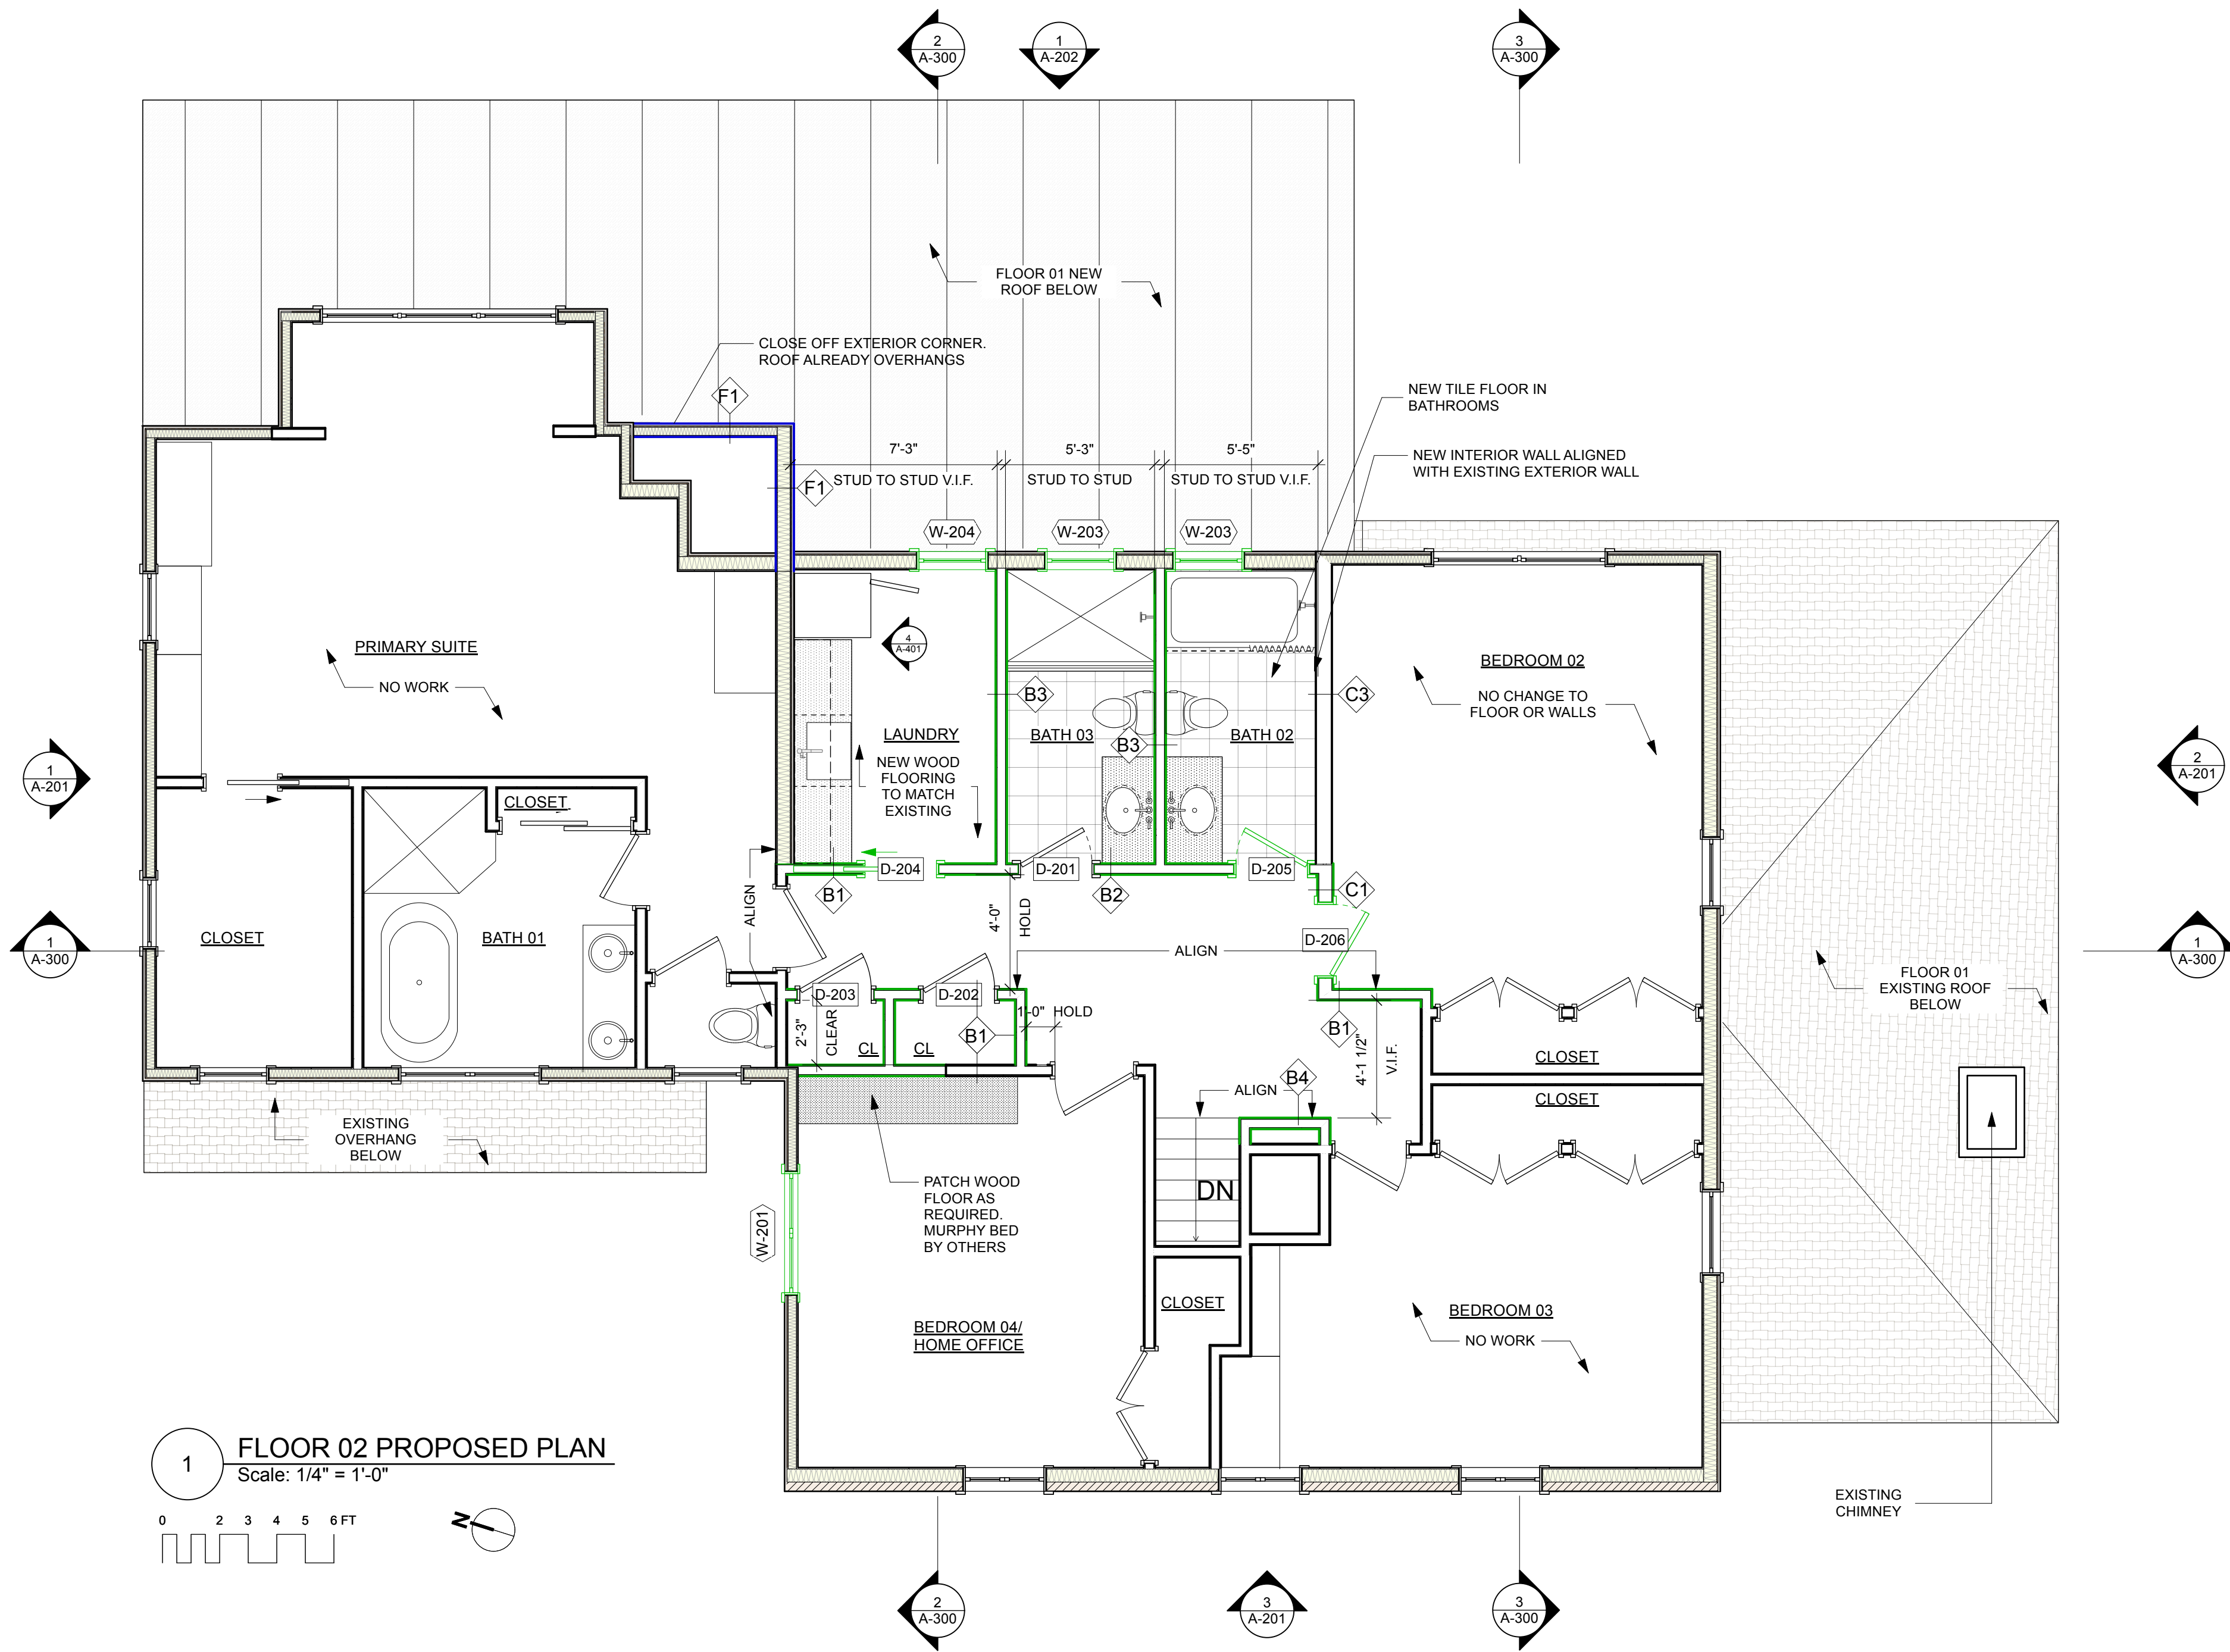 2
A-300
1
A-202
3
A-300
FLOOR 01 NEW
ROOF BELOW
CLOSE OFF EXTERIOR CORNER.
ROOF ALREADY OVERHANGS
F1
NEW TILE FLOOR IN
BATHROOMS
NEW INTERIOR WALL ALIGNED
WITH EXISTING EXTERIOR WALL
7'-3"
5'-3"
5'-5"
F1
STUD TO STUD V.I.F.
STUD TO STUD
STUD TO STUD V.I.F.
W-204
W-203
W-203
4
A-401
PRIMARY SUITE
NO WORK
BEDROOM 02
NO CHANGE TO
FLOOR OR WALLS
B3
C3
LAUNDRY
NEW WOOD
FLOORING
TO MATCH
EXISTING
BATH 03
B3
BATH 02
1
A-201
2
A-201
CLOSET
D-204
D-201
D-205
B1
B2
C1
ALIGN
4'-0"
HOLD
CLOSET
BATH 01
D-206
ALIGN
1
A-300
1
A-300
FLOOR 01
EXISTING ROOF
BELOW
D-203
D-202
1'-0" HOLD
2'-3"
CLEAR
CL
CL
B1
B1
4'-1 1/2"
V.I.F.
CLOSET
CLOSET
ALIGN
B4
EXISTING
OVERHANG
BELOW
PATCH WOOD
FLOOR AS
REQUIRED.
MURPHY BED
BY OTHERS
DN
W-201
CLOSET
BEDROOM 04/
HOME OFFICE
BEDROOM 03
NO WORK
EXISTING
CHIMNEY
1
FLOOR 02 PROPOSED PLAN
Scale: 1/4" = 1'-0"
0 2 3 4 5 6 FT
N
2
A-300
3
A-201
3
A-300